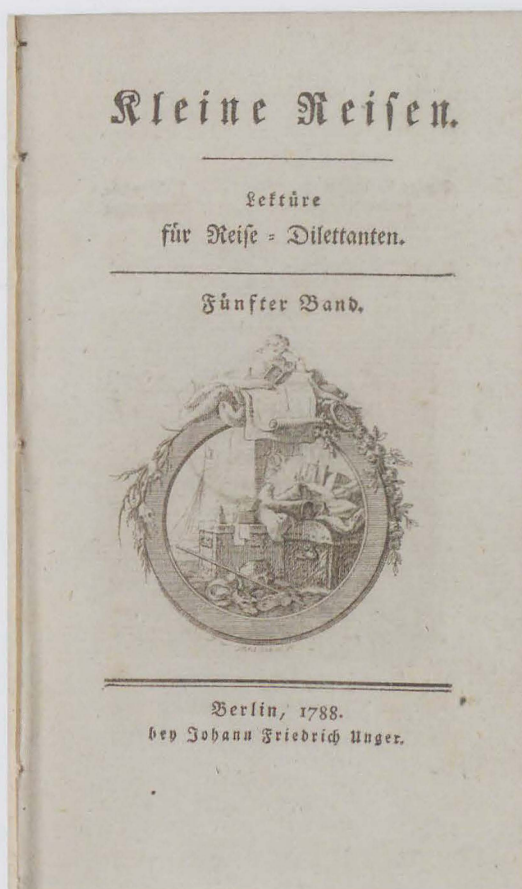 Kleine Reiſen.
Lektüre
für Reiſe = Dilettanten.
Fünfter Band.
Berlin, 1788.
bey Johann Friedrich Unger.